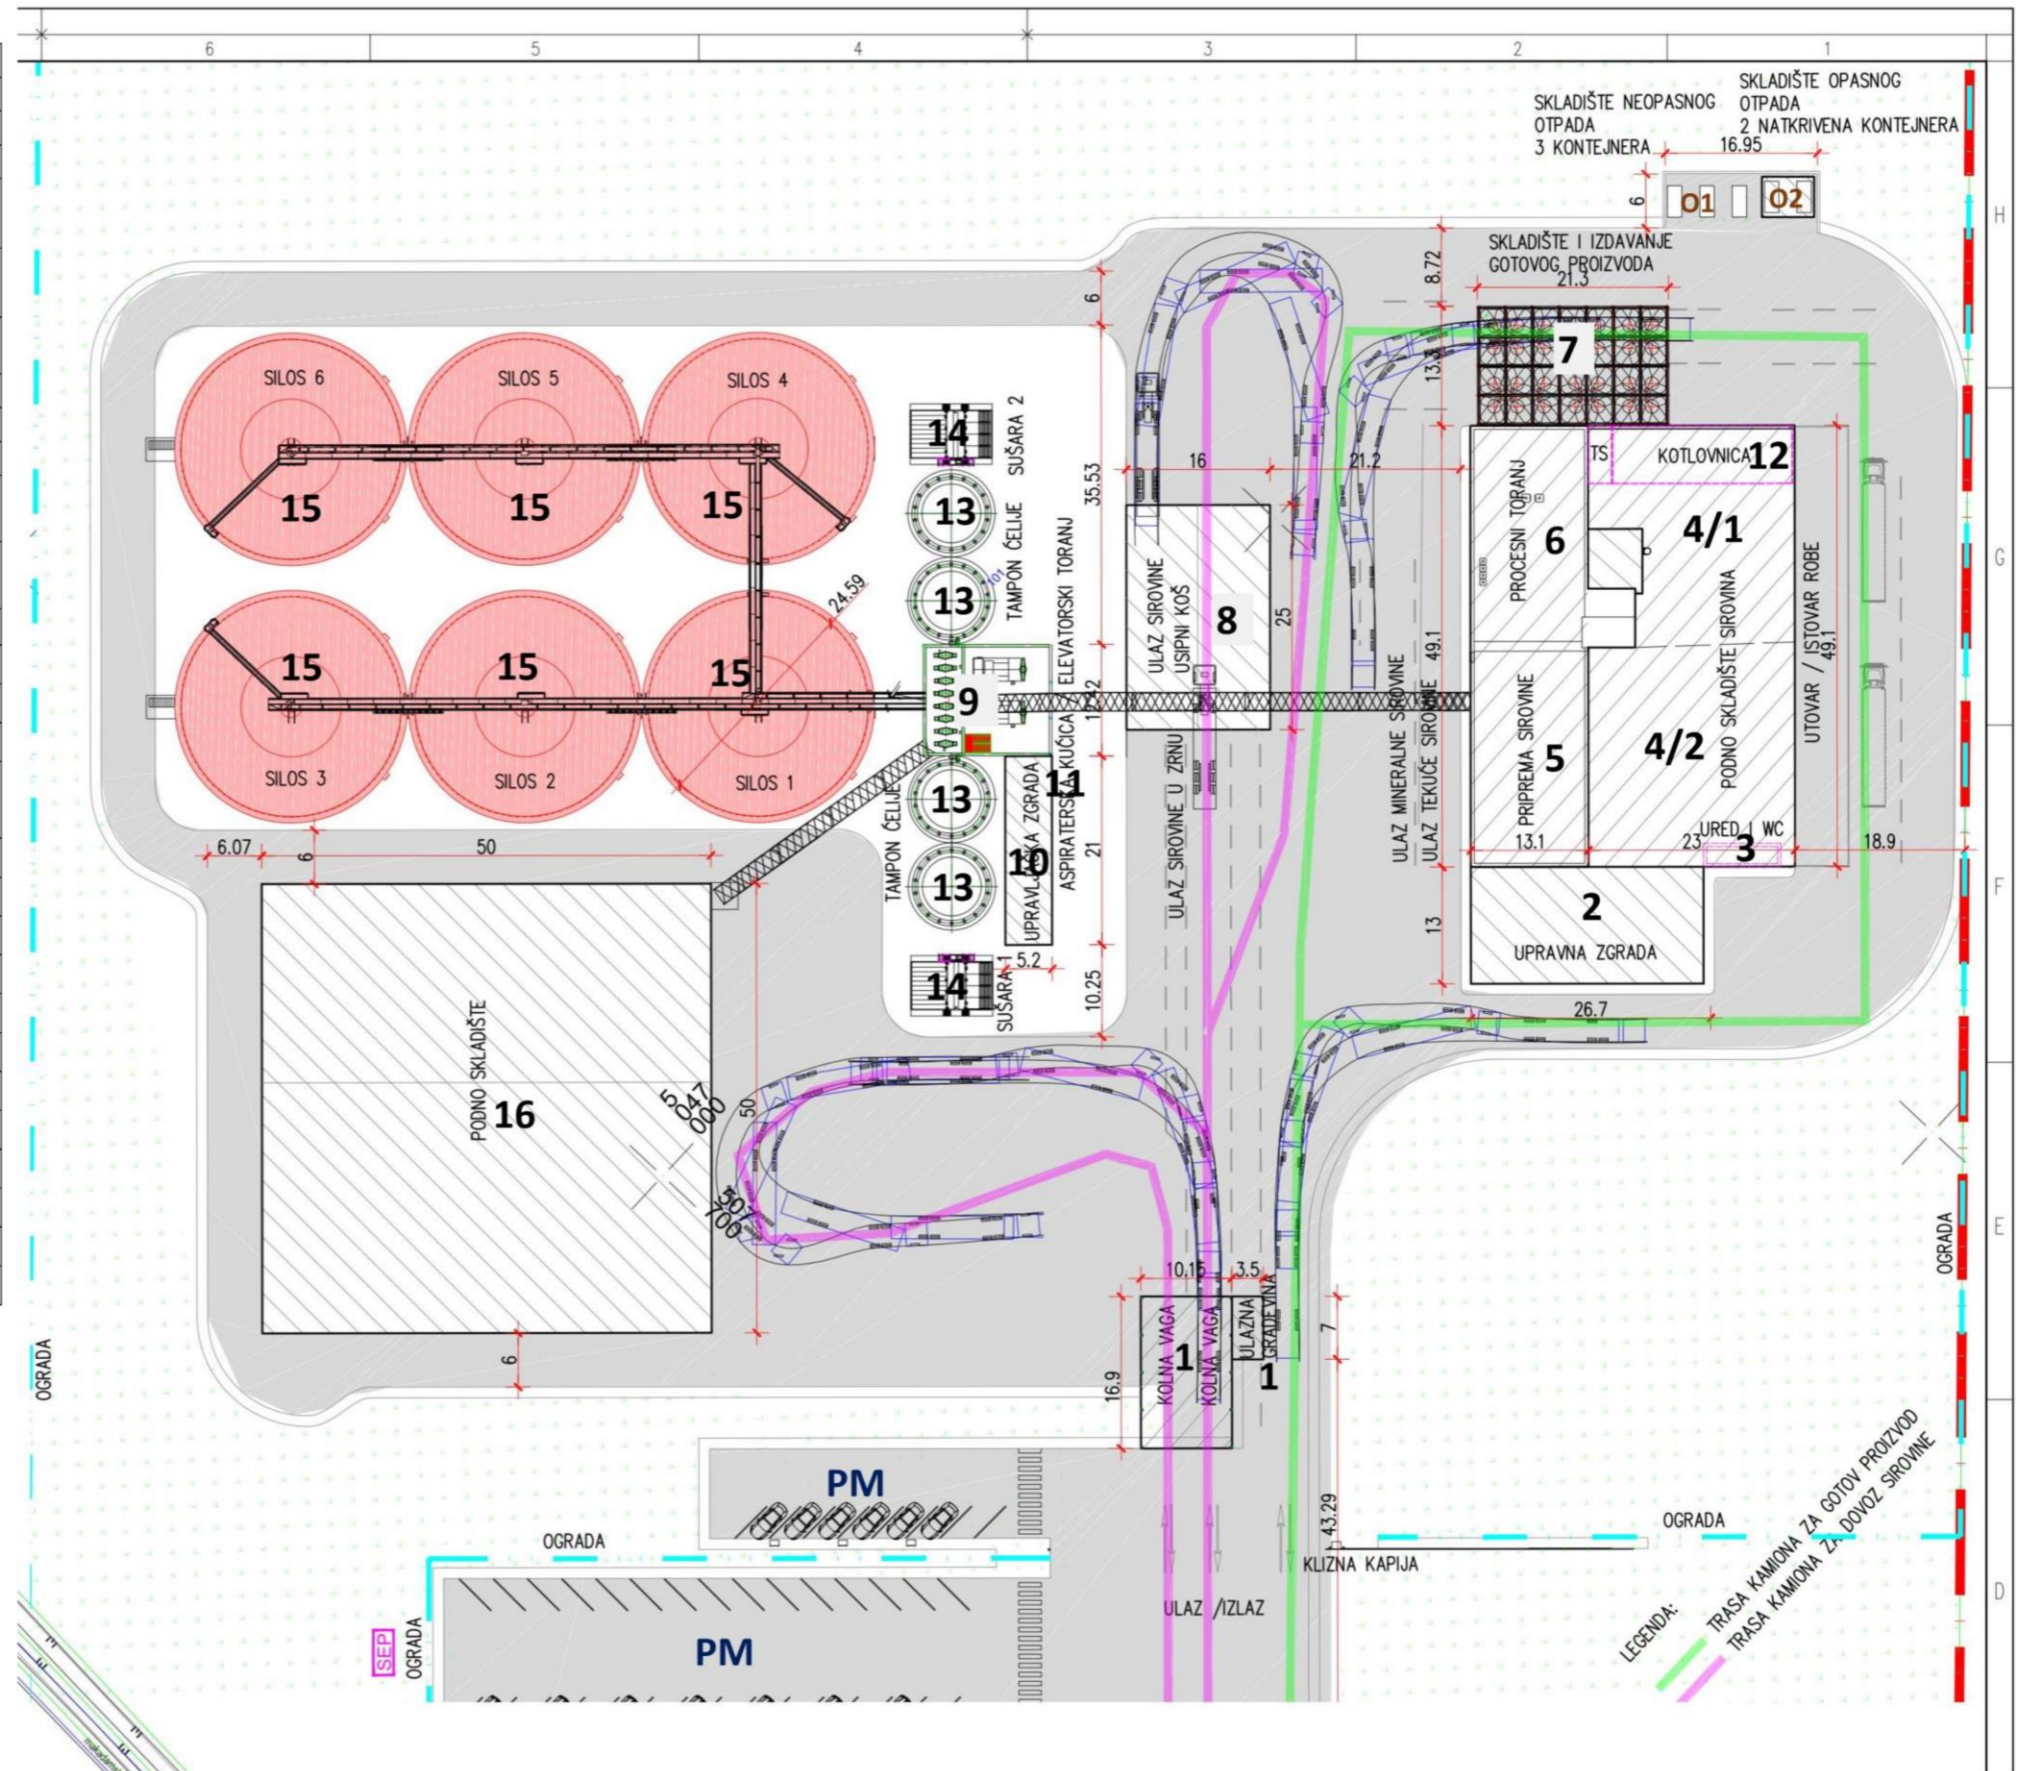 6 5 4 3 2 1
SKLADIŠTE NEOPASNOG
OTPADA
3 KONTEJNERA
SKLADIŠTE OPASNOG
OTPADA
2 NATKRIVENA KONTEJNERA
16.95
6
O1
O2
H
SKLADIŠTE I IZDAVANJE
GOTOVOG PROIZVODA
21.3
8.72
7
6
SILOS 6
SILOS 5
SILOS 4
15
15
15
14
SUŠARA 2
13
13
TAMPON ĆELIJE
101
35.53
16
21.2
TS
KOTLOVNICA
12
PROCESNI TORANJ
6
4/1
G
ULAZ SIROVINE
USIPNI KOŠ
8
25
24.59
15
15
15
SILOS 3
SILOS 2
SILOS 1
9
ASPIRATERSKA KUĆICA / ELEVATORSKI TORANJ
11
PODNO SKLADIŠTE SIROVINA
UTOVAR / ISTOVAR ROBE
49.1
49.1
ULAZ MINERALNE SIROVINE
ULAZ TEKUĆE SIROVINE
PRIPREMA SIROVINE
5
4/2
ULAZ SIROVINE U ZRNU
13
13
TAMPON ĆELIJE
UPRAVLJAČKA ZGRADA
10
21
URED I WC
3
13.1
23
18.9
6.07
6
50
F
2
UPRAVNA ZGRADA
13
14
SUŠARA 1
5.2
10.25
26.7
PODNO SKLADIŠTE
16
50
5 047
000
507
700
E
OGRADA
10.15
3.5
KOLNA VAGA
KOLNA VAGA
1
ULAZNA
GRAĐEVINA
1
7
16.9
6
OGRADA
43.29
PM
OGRADA
KLIZNA KAPIJA
OGRADA
D
ULAZ /IZLAZ
PM
SEP
OGRADA
LEGENDA:
TRASA KAMIONA ZA GOTOV PROIZVOD
TRASA KAMIONA ZA DOVOZ SIROVINE